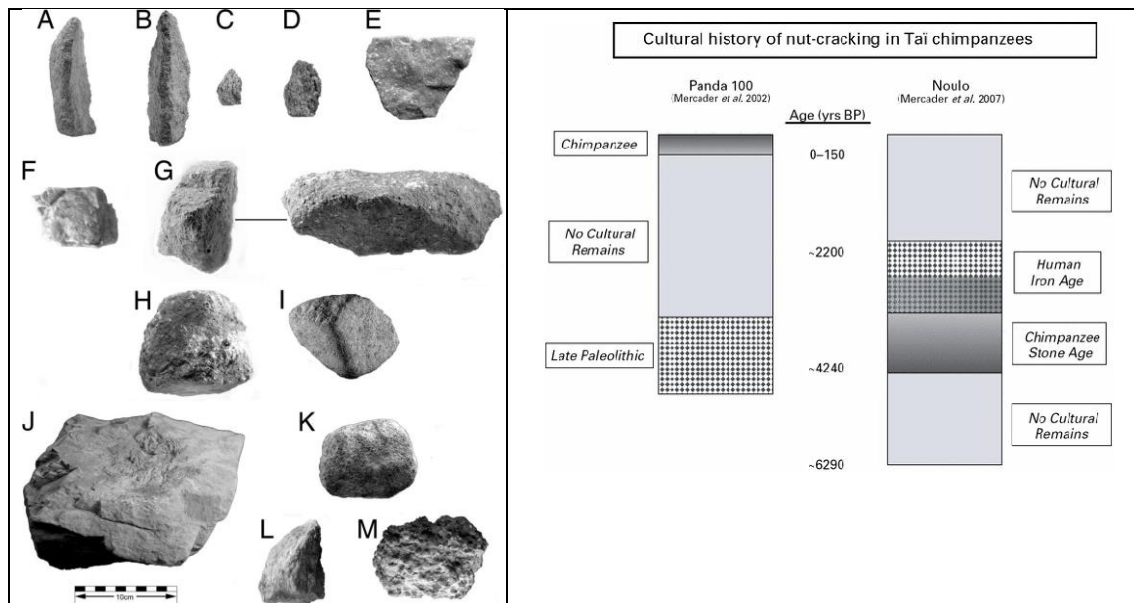 A
B
C
D
E
F
G
H
I
J
K
L
M
10cm
Cultural history of nut-cracking in Taï chimpanzees
Panda 100
(Mercader et al. 2002)
Age (yrs BP)
Noulo
(Mercader et al. 2007)
Chimpanzee
0–150
No Cultural
Remains
No Cultural
Remains
~2200
Human
Iron Age
Late Paleolithic
~4240
Chimpanzee
Stone Age
No Cultural
Remains
~6290